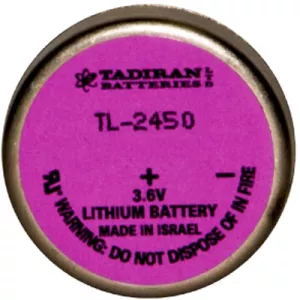 TADIRAN LTD
BATTERIES
TL-2450
+ -
3.6V
LITHIUM BATTERY
MADE IN ISRAEL
WARNING: DO NOT DISPOSE OF IN FIRE